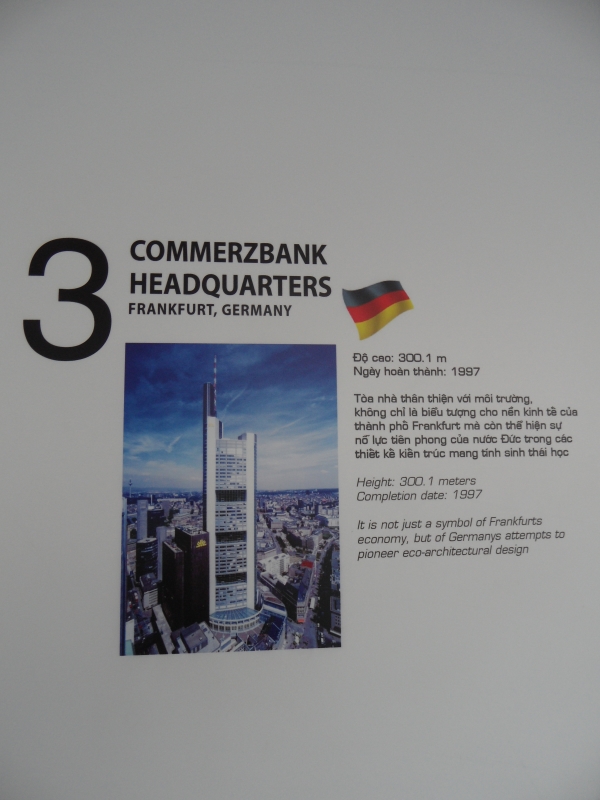 3
COMMERZBANK
HEADQUARTERS
FRANKFURT, GERMANY
Độ cao: 300.1 m
Ngày hoàn thành: 1997
Tòa nhà thân thiện với môi trường,
không chỉ là biểu tượng cho nền kinh tế của
thành phố Frankfurt mà còn thể hiện sự
nổ lực tiên phong của nước Đức trong các
thiết kế kiến trúc mang tính sinh thái học
Height: 300.1 meters
Completion date: 1997
It is not just a symbol of Frankfurts
economy, but of Germanys attempts to
pioneer eco-architectural design